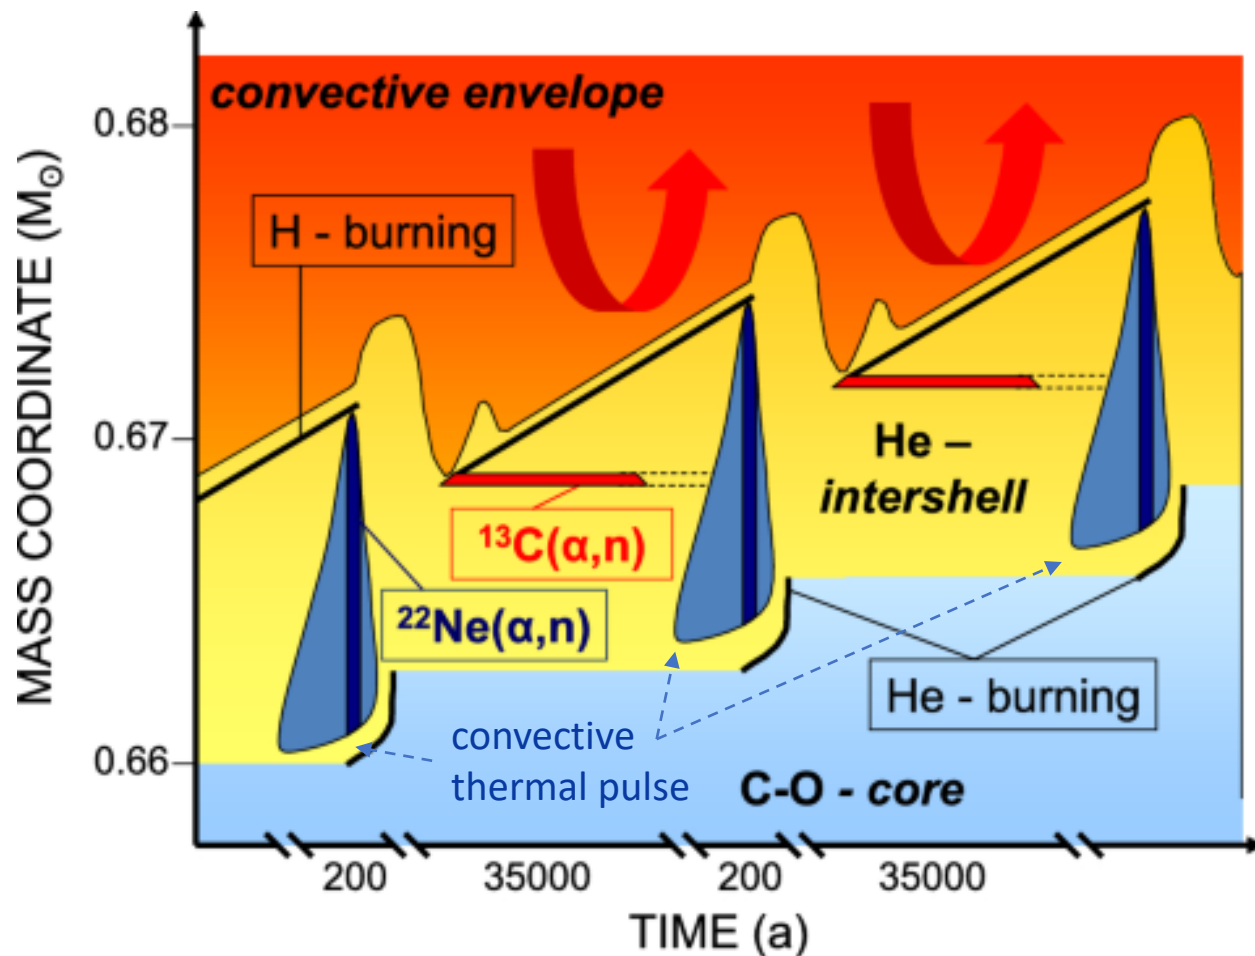 convective envelope
0.68
H - burning
0.67
He –
intershell
¹³C(α,n)
²²Ne(α,n)
He - burning
convective
thermal pulse
C-O - core
0.66
MASS COORDINATE (M☉)
200 35000 200 35000
TIME (a)